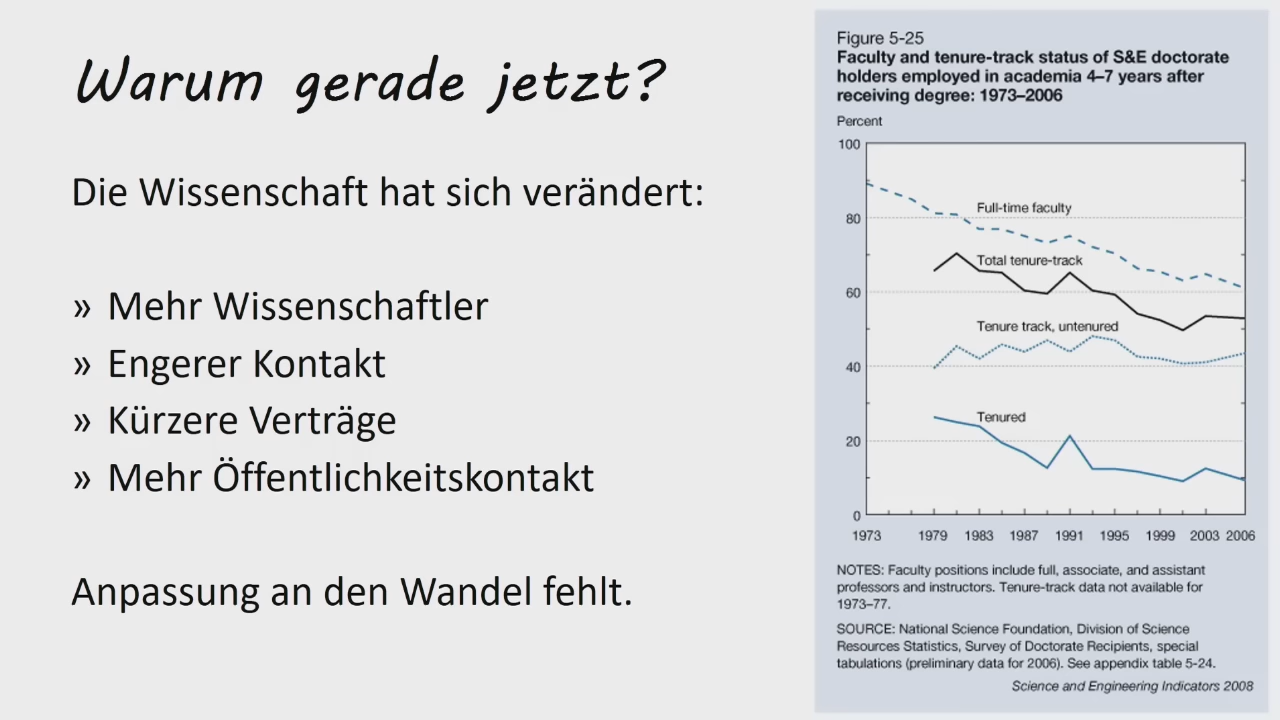 Warum gerade jetzt?
Die Wissenschaft hat sich verändert:
» Mehr Wissenschaftler
» Engerer Kontakt
» Kürzere Verträge
» Mehr Öffentlichkeitskontakt
Anpassung an den Wandel fehlt.
Figure 5-25
Faculty and tenure-track status of S&E doctorate
holders employed in academia 4–7 years after
receiving degree: 1973–2006
Percent
100
80
60
40
20
0
Full-time faculty
Total tenure-track
Tenure track, untenured
Tenured
1973 1979 1983 1987 1991 1995 1999 2003 2006
NOTES: Faculty positions include full, associate, and assistant
professors and instructors. Tenure-track data not available for
1973–77.
SOURCE: National Science Foundation, Division of Science
Resources Statistics, Survey of Doctorate Recipients, special
tabulations (preliminary data for 2006). See appendix table 5-24.
Science and Engineering Indicators 2008